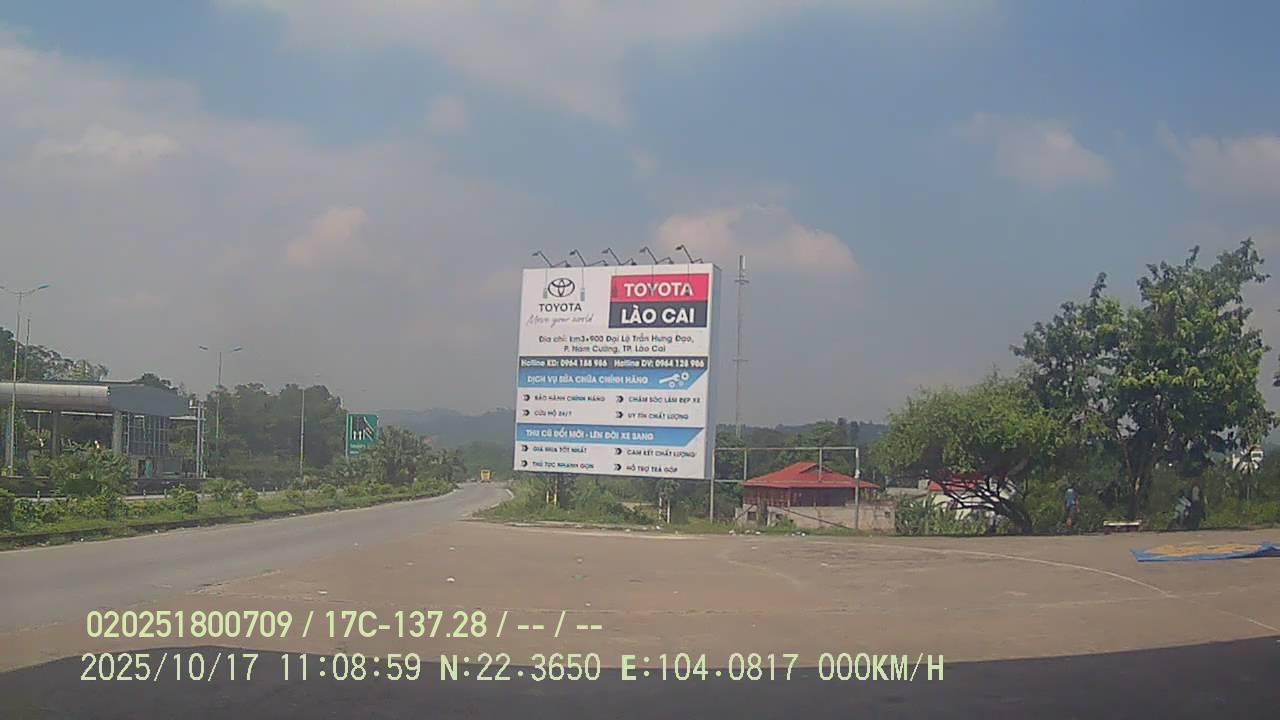 TOYOTA
Move your world
TOYOTA
LÀO CAI
Địa chỉ: km3+900 Đại Lộ Trần Hưng Đạo,
P. Nam Cường, TP. Lào Cai
Hotline KD: 0964 188 986 Hotline DV: 0964 128 986
DỊCH VỤ SỬA CHỮA CHÍNH HÃNG
BẢO HÀNH CHÍNH HÃNG
CHĂM SÓC LÀM ĐẸP XE
CỨU HỘ 24/7
UY TÍN CHẤT LƯỢNG
THU CŨ ĐỔI MỚI - LÊN ĐỜI XE SANG
GIÁ MUA TỐT NHẤT
CAM KẾT CHẤT LƯỢNG
THỦ TỤC NHANH GỌN
HỖ TRỢ TRẢ GÓP
020251800709 / 17C-137.28 / -- / --
2025/10/17 11:08:59 N:22.3650 E:104.0817 000KM/H